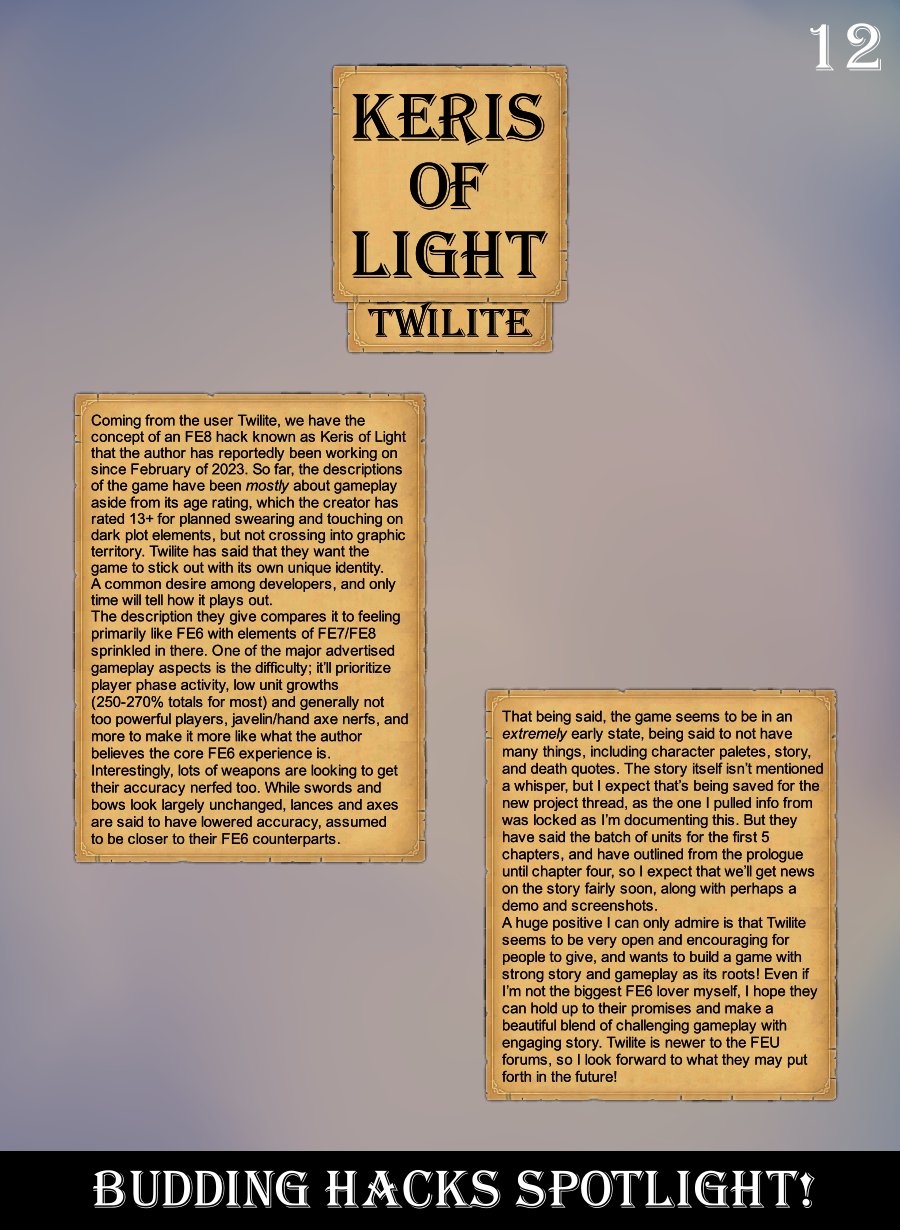 12
KERIS
OF
LIGHT
TWILITE
Coming from the user Twilite, we have the
concept of an FE8 hack known as Keris of Light
that the author has reportedly been working on
since February of 2023. So far, the descriptions
of the game have been mostly about gameplay
aside from its age rating, which the creator has
rated 13+ for planned swearing and touching on
dark plot elements, but not crossing into graphic
territory. Twilite has said that they want the
game to stick out with its own unique identity.
A common desire among developers, and only
time will tell how it plays out.
The description they give compares it to feeling
primarily like FE6 with elements of FE7/FE8
sprinkled in there. One of the major advertised
gameplay aspects is the difficulty; it'll prioritize
player phase activity, low unit growths
(250-270% totals for most) and generally not
too powerful players, javelin/hand axe nerfs, and
more to make it more like what the author
believes the core FE6 experience is.
Interestingly, lots of weapons are looking to get
their accuracy nerfed too. While swords and
bows look largely unchanged, lances and axes
are said to have lowered accuracy, assumed
to be closer to their FE6 counterparts.
That being said, the game seems to be in an
extremely early state, being said to not have
many things, including character paletes, story,
and death quotes. The story itself isn't mentioned
a whisper, but I expect that's being saved for the
new project thread, as the one I pulled info from
was locked as I'm documenting this. But they
have said the batch of units for the first 5
chapters, and have outlined from the prologue
until chapter four, so I expect that we'll get news
on the story fairly soon, along with perhaps a
demo and screenshots.
A huge positive I can only admire is that Twilite
seems to be very open and encouraging for
people to give, and wants to build a game with
strong story and gameplay as its roots! Even if
I'm not the biggest FE6 lover myself, I hope they
can hold up to their promises and make a
beautiful blend of challenging gameplay with
engaging story. Twilite is newer to the FEU
forums, so I look forward to what they may put
forth in the future!
BUDDING HACKS SPOTLIGHT!